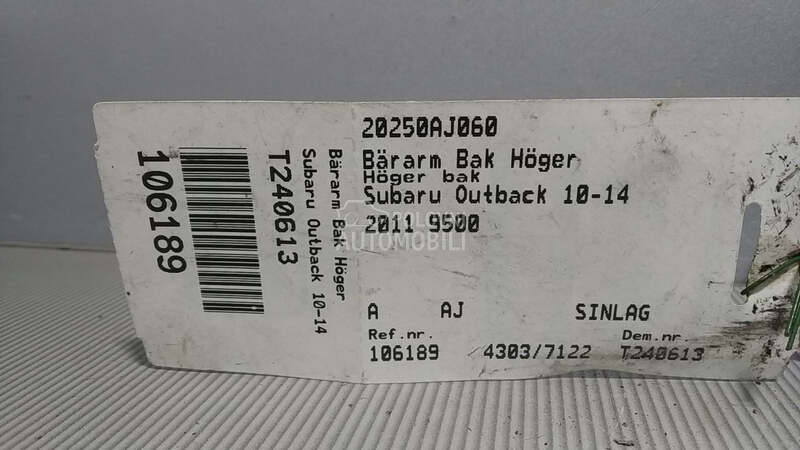 106189
T240613
Bärarm Bak Höger
Subaru Outback 10-14
20250AJ060
Bärarm Bak Höger
Höger bak
Subaru Outback 10-14
2011 9500
POLOVNI
AUTOMOBILI
A AJ SINLAG
Ref.nr. Dem.nr.
106189 4303/7122 T240613